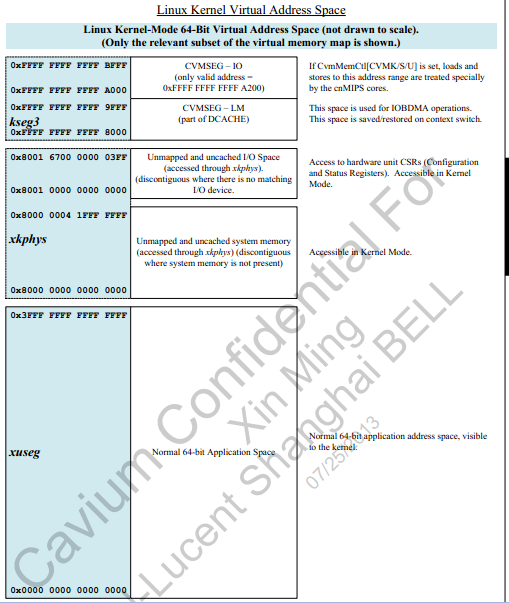 Linux Kernel Virtual Address Space
Linux Kernel-Mode 64-Bit Virtual Address Space (not drawn to scale).
(Only the relevant subset of the virtual memory map is shown.)
0xFFFF FFFF FFFF BFFF
0xFFFF FFFF FFFF A000
CVMSEG – IO
(only valid address =
0xFFFF FFFF FFFF A200)
If CvmMemCtl[CVMK/S/U] is set, loads and
stores to this address range are treated specially
by the cnMIPS cores.
0xFFFF FFFF FFFF 9FFF
kseg3
0xFFFF FFFF FFFF 8000
CVMSEG – LM
(part of DCACHE)
This space is used for IOBDMA operations.
This space is saved/restored on context switch.
0x8001 6700 0000 03FF
0x8001 0000 0000 0000
Unmapped and uncached I/O Space
(accessed through xkphys).
(discontiguous where there is no matching
I/O device.
Access to hardware unit CSRs (Configuration
and Status Registers). Accessible in Kernel
Mode.
0x8000 0004 1FFF FFFF
xkphys
0x8000 0000 0000 0000
Unmapped and uncached system memory
(accessed through xkphys) (discontiguous
where system memory is not present)
Accessible in Kernel Mode.
0x3FFF FFFF FFFF FFFF
xuseg
0x0000 0000 0000 0000
Normal 64-bit Application Space
Normal 64-bit application address space, visible
to the kernel.
Cavium Confidential For
Xin Ming
LLucent Shanghai BELL
07/25/2013